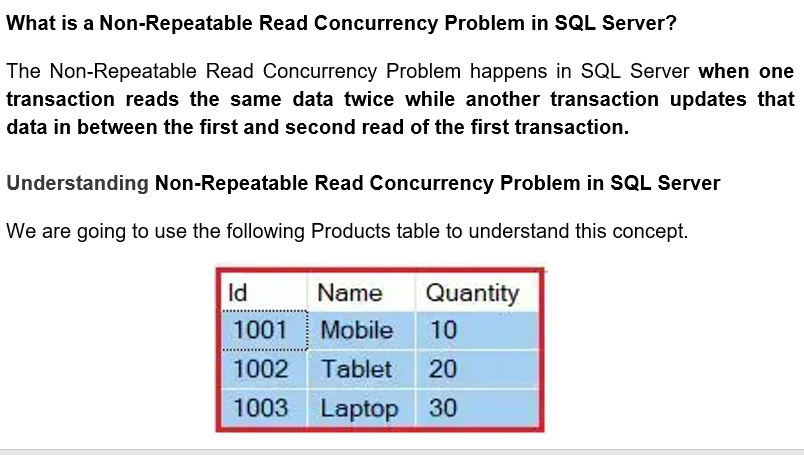 What is a Non-Repeatable Read Concurrency Problem in SQL Server?
The Non-Repeatable Read Concurrency Problem happens in SQL Server when one
transaction reads the same data twice while another transaction updates that
data in between the first and second read of the first transaction.
Understanding Non-Repeatable Read Concurrency Problem in SQL Server
We are going to use the following Products table to understand this concept.
Id Name Quantity
1001 Mobile 10
1002 Tablet 20
1003 Laptop 30